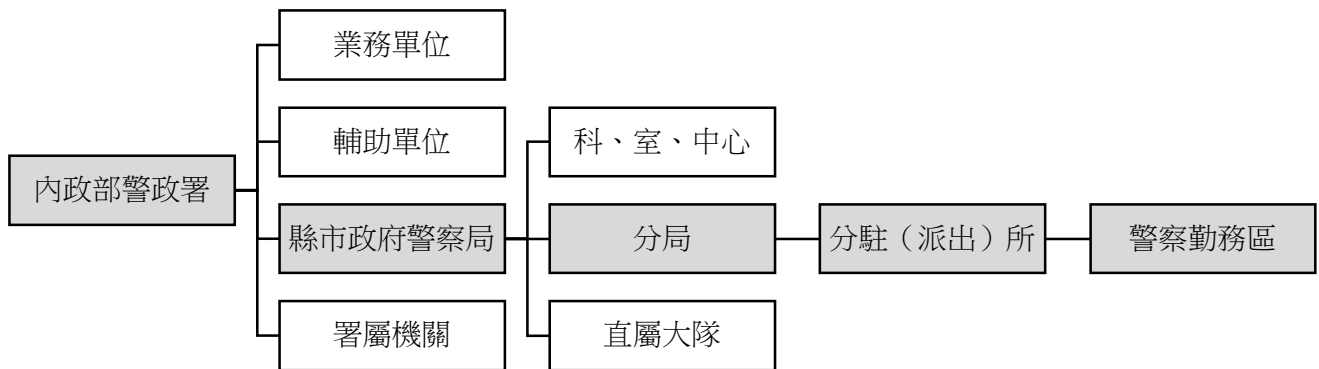 業務單位
輔助單位
科、室、中心
內政部警政署
縣市政府警察局
分局
分駐（派出）所
警察勤務區
署屬機關
直屬大隊